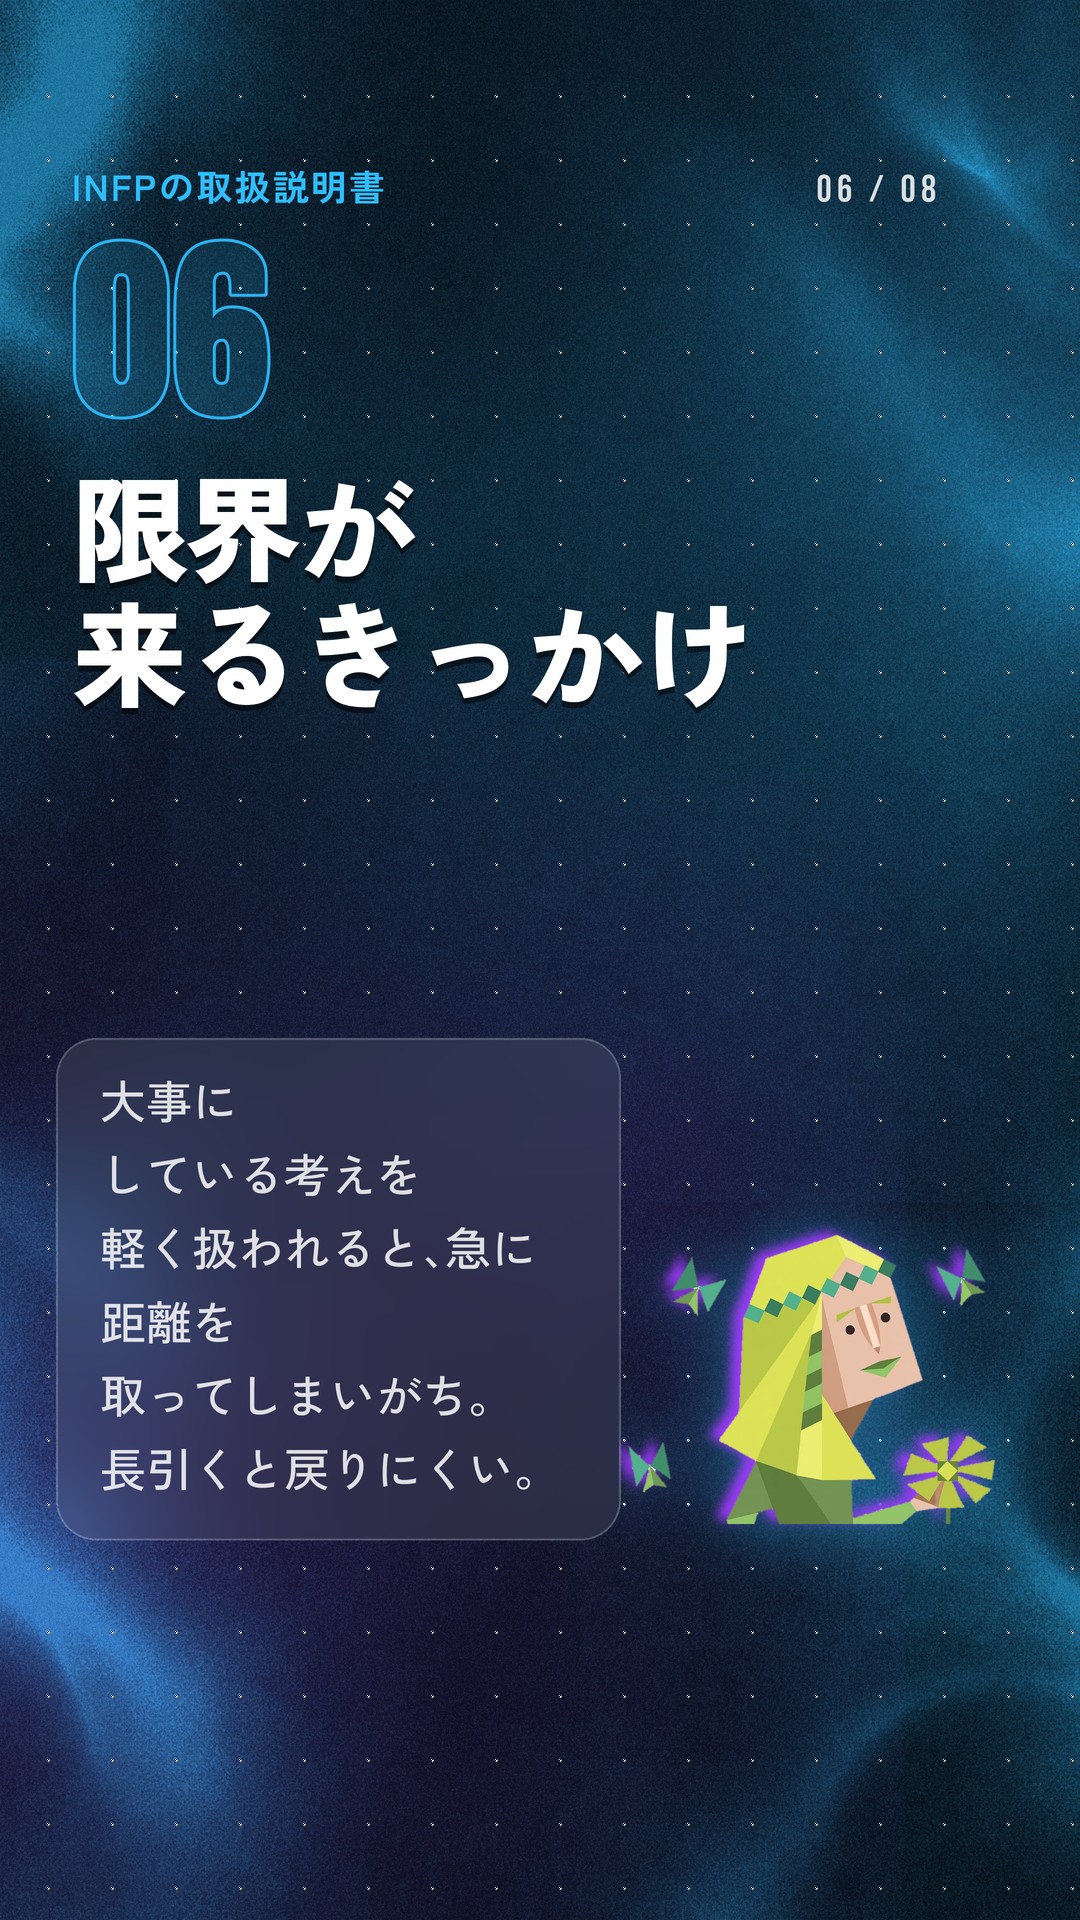 INFPの取扱説明書
06 / 08
06
限界が
来るきっかけ
大事に
している考えを
軽く扱われると、急に
距離を
取ってしまいがち。
長引くと戻りにくい。